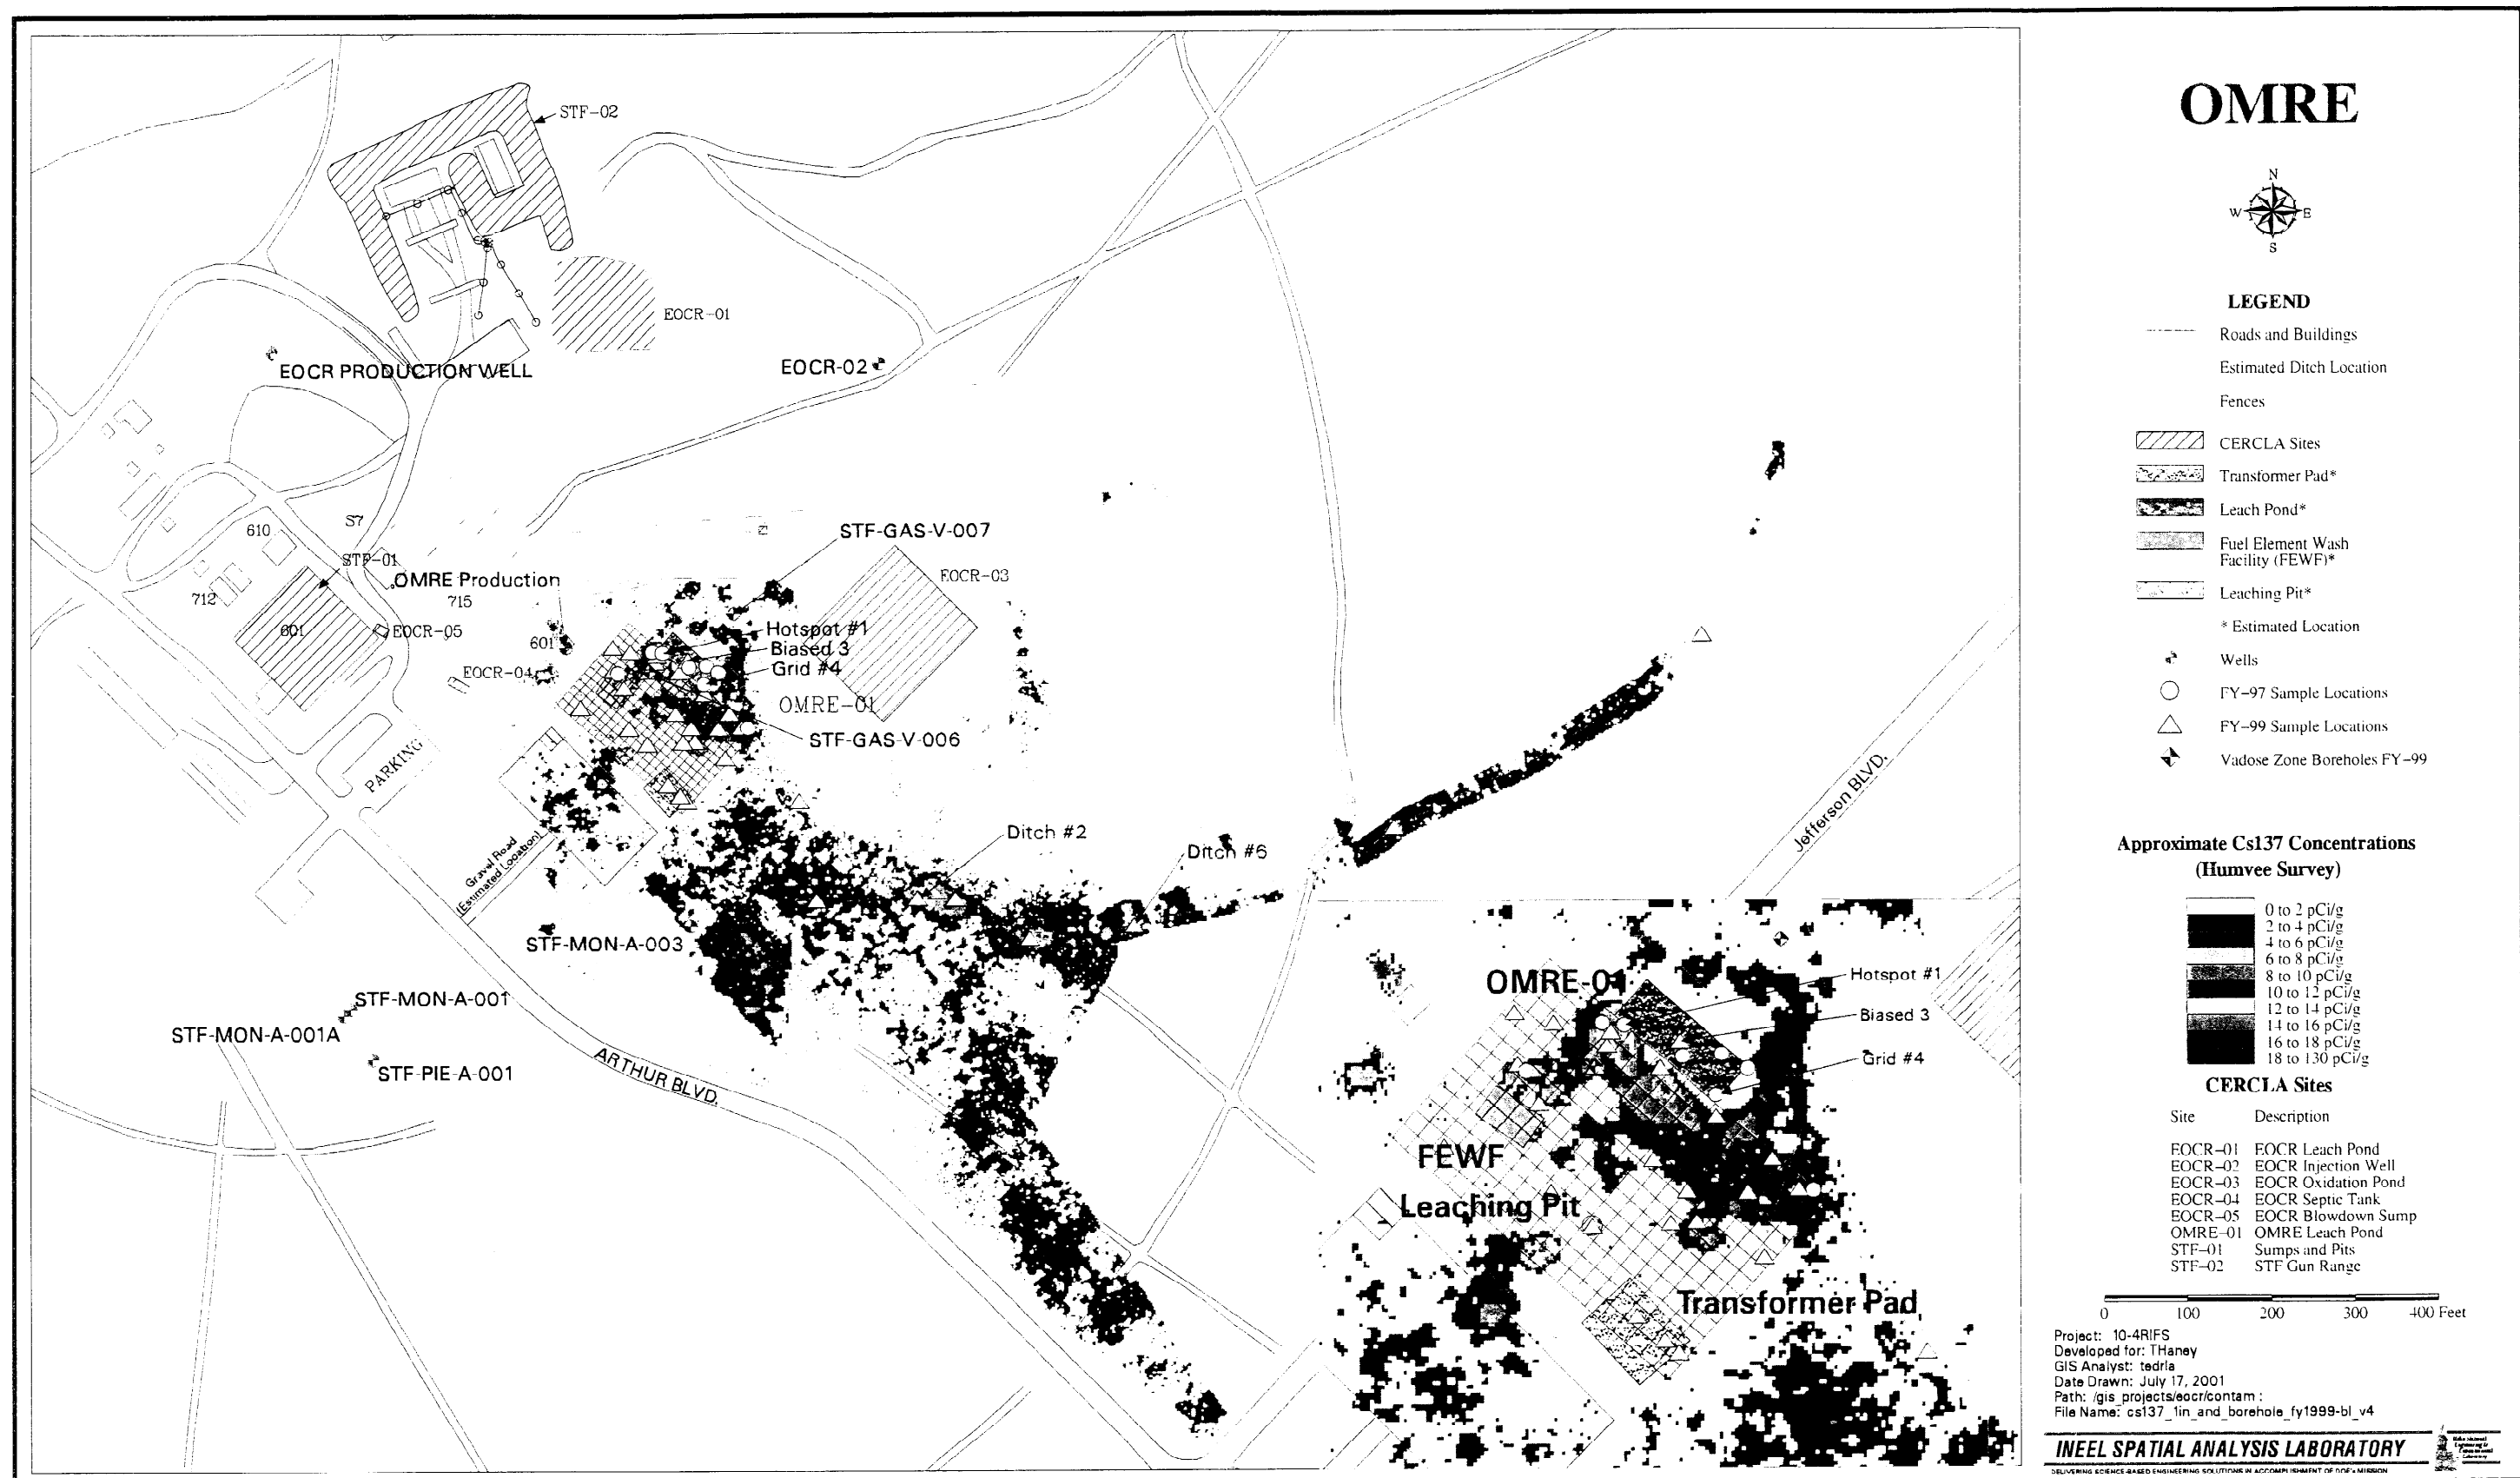 STF-02
EOCR-01
EOCR PRODUCTION WELL
EOCR-02
STF-GAS-V-007
S7
610
STF-01
OMRE Production
EOCR-03
712
715
601
EOCR-05
601
Hotspot #1
Biased 3
Grid #4
EOCR-04
OMRE-01
STF-GAS-V-006
PARKING
Gravel Road
(Estimated Location)
Ditch #2
Ditch #6
Jefferson BLVD.
STF-MON-A-003
STF-MON-A-001
STF-MON-A-001A
STF-PIE-A-001
ARTHUR BLVD.
OMRE-01
Hotspot #1
Biased 3
Grid #4
FEWF
Leaching Pit
Transformer Pad
OMRE
N
W E
S
LEGEND
Roads and Buildings
Estimated Ditch Location
Fences
CERCLA Sites
Transformer Pad*
Leach Pond*
Fuel Element Wash
Facility (FEWF)*
Leaching Pit*
* Estimated Location
Wells
FY-97 Sample Locations
FY-99 Sample Locations
Vadose Zone Boreholes FY-99
Approximate Cs137 Concentrations
(Humvee Survey)
0 to 2 pCi/g
2 to 4 pCi/g
4 to 6 pCi/g
6 to 8 pCi/g
8 to 10 pCi/g
10 to 12 pCi/g
12 to 14 pCi/g
14 to 16 pCi/g
16 to 18 pCi/g
18 to 130 pCi/g
CERCLA Sites
Site Description
EOCR-01 EOCR Leach Pond
EOCR-02 EOCR Injection Well
EOCR-03 EOCR Oxidation Pond
EOCR-04 EOCR Septic Tank
EOCR-05 EOCR Blowdown Sump
OMRE-01 OMRE Leach Pond
STF-01 Sumps and Pits
STF-02 STF Gun Range
0 100 200 300 400 Feet
Project: 10-4RIFS
Developed for: THaney
GIS Analyst: tedrla
Date Drawn: July 17, 2001
Path: /gis_projects/eocr/contam :
File Name: cs137_1in_and_borehole_fy1999-bl_v4
INEEL SPATIAL ANALYSIS LABORATORY
DELIVERING SCIENCE-BASED ENGINEERING SOLUTIONS IN ACCOMPLISHMENT OF DOE's MISSION